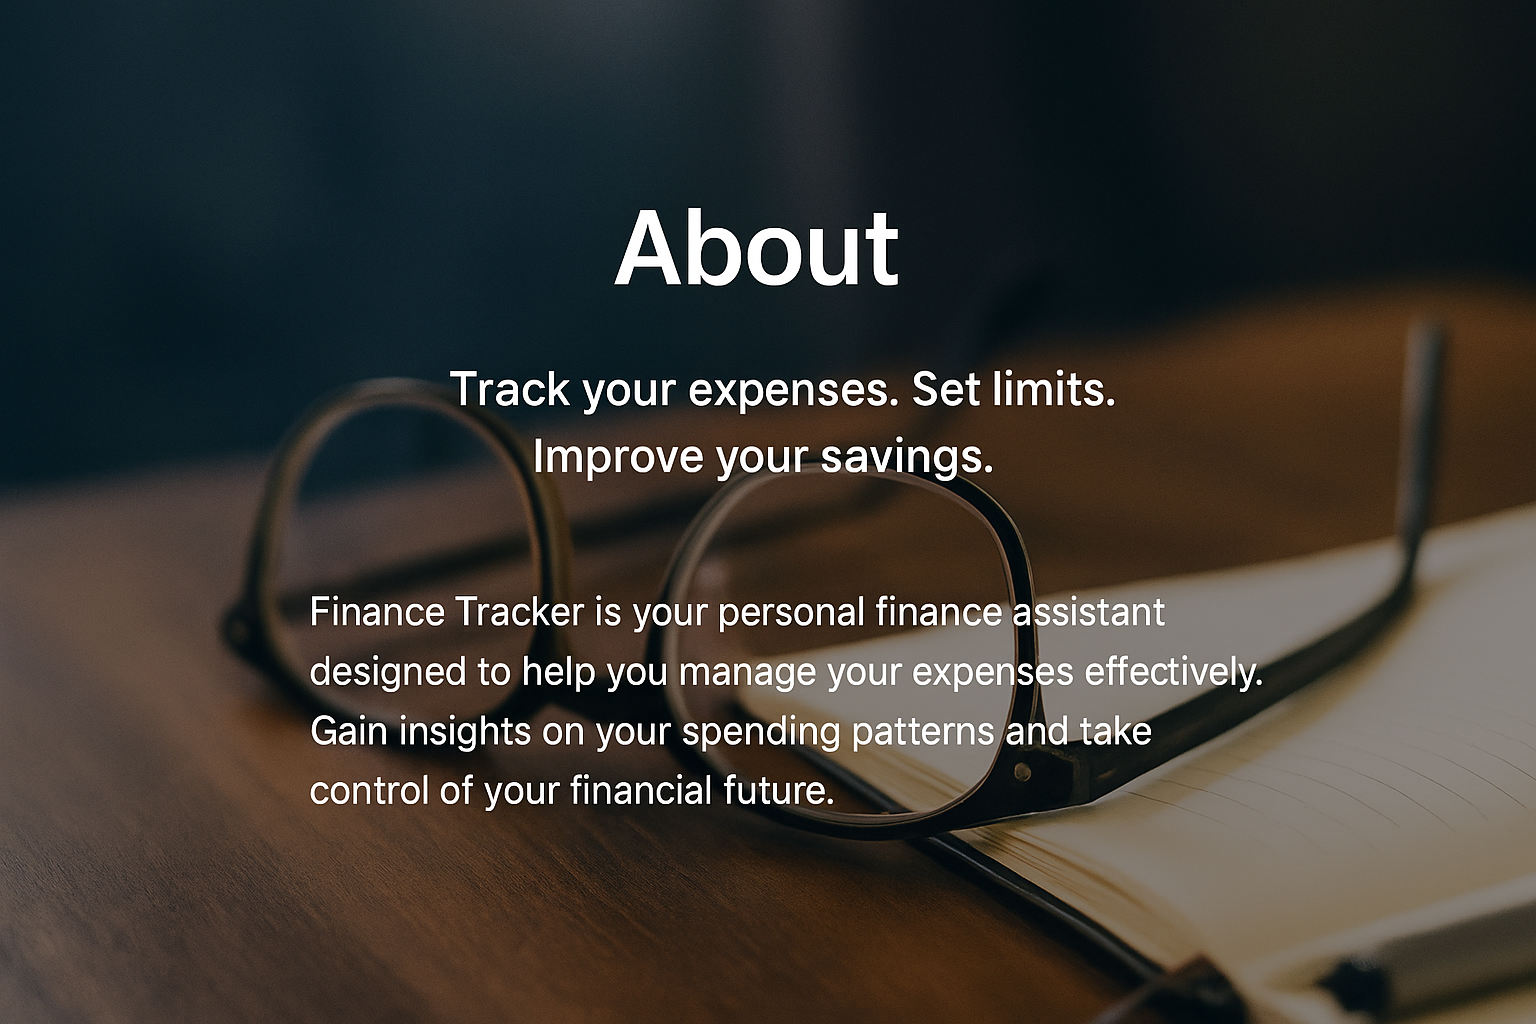 About
Track your expenses. Set limits.
Improve your savings.
Finance Tracker is your personal finance assistant
designed to help you manage your expenses effectively.
Gain insights on your spending patterns and take
control of your financial future.